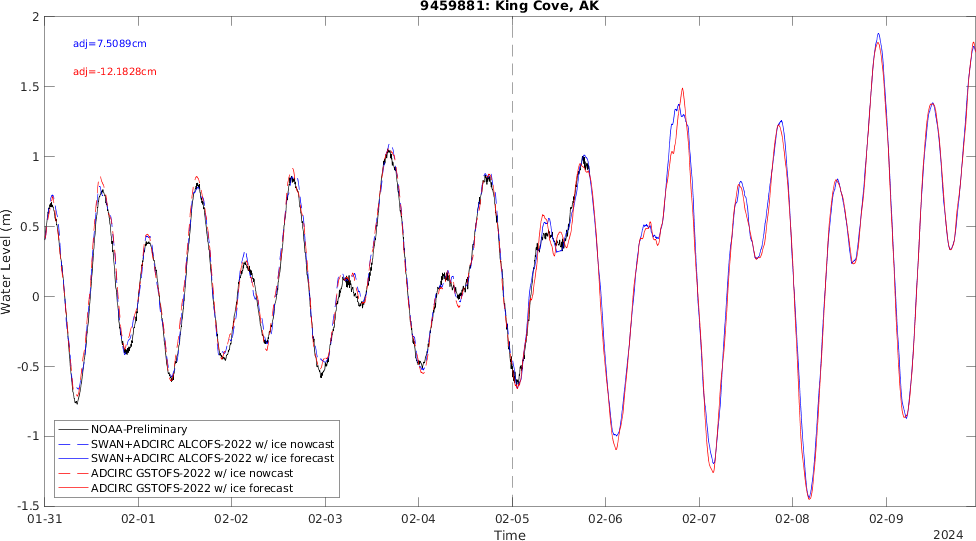 9459881: King Cove, AK
adj=7.5089cm
adj=-12.1828cm
Water Level (m)
2
1.5
1
0.5
0
-0.5
-1
-1.5
NOAA-Preliminary
SWAN+ADCIRC ALCOFS-2022 w/ ice nowcast
SWAN+ADCIRC ALCOFS-2022 w/ ice forecast
ADCIRC GSTOFS-2022 w/ ice nowcast
ADCIRC GSTOFS-2022 w/ ice forecast
01-31 02-01 02-02 02-03 02-04 02-05 02-06 02-07 02-08 02-09
Time
2024